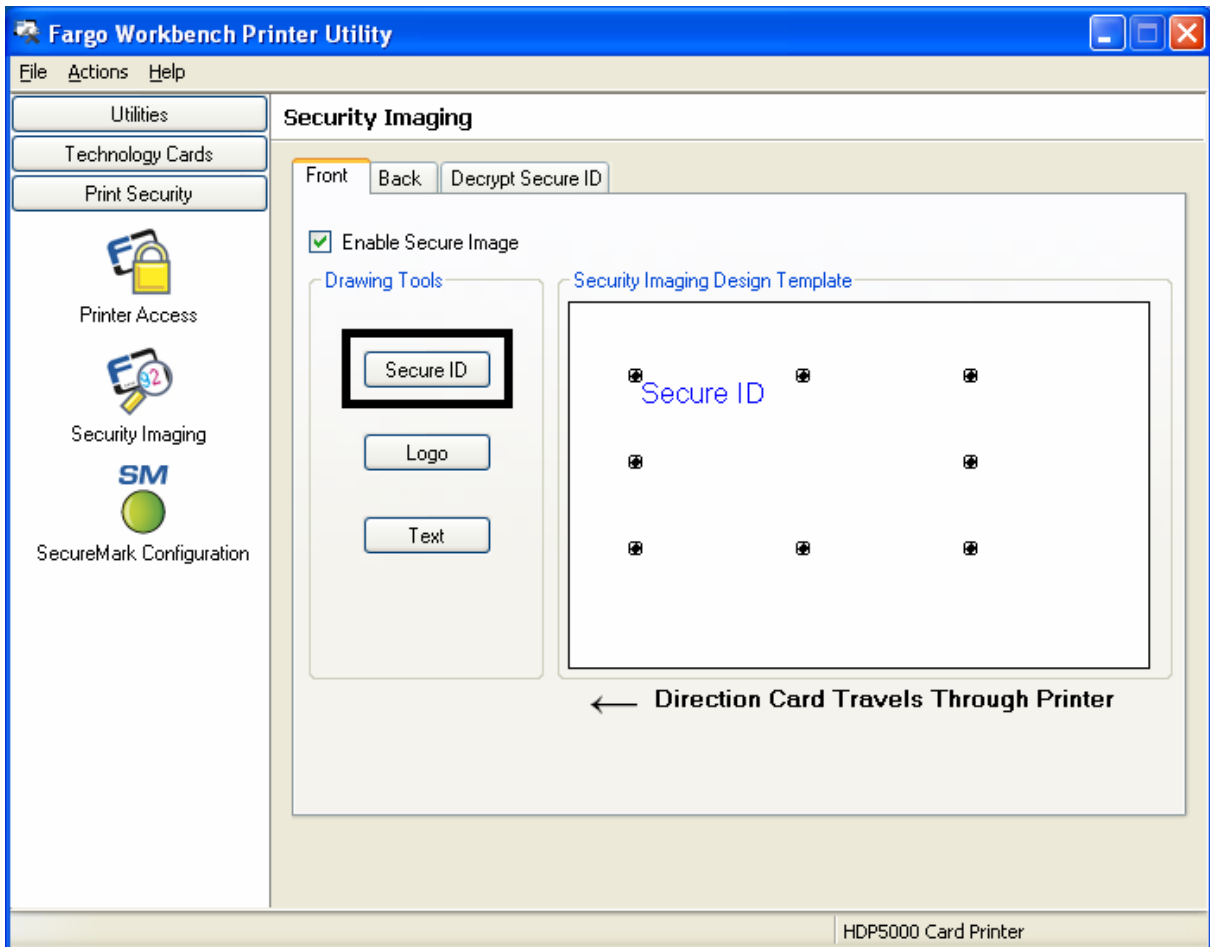 Fargo Workbench Printer Utility
File Actions Help
Utilities
Technology Cards
Print Security
Printer Access
92
Security Imaging
SM
SecureMark Configuration
Security Imaging
Front Back Decrypt Secure ID
Enable Secure Image
Drawing Tools
Secure ID
Logo
Text
Security Imaging Design Template
Secure ID
← Direction Card Travels Through Printer
HDP5000 Card Printer